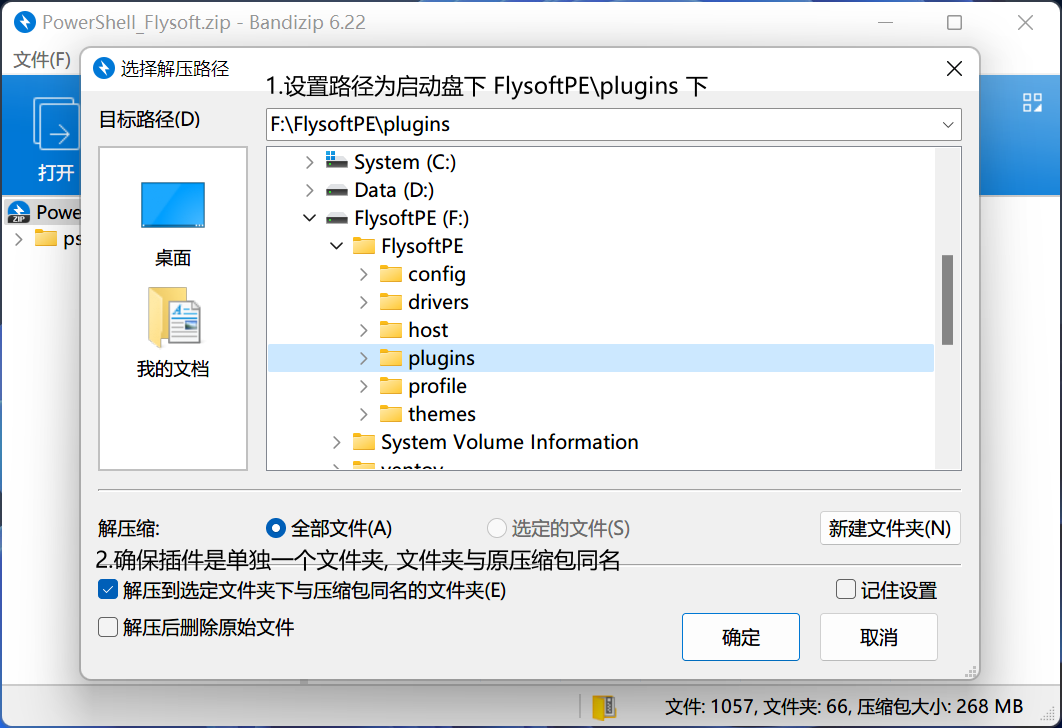 PowerShell_Flysoft.zip - Bandizip 6.22
文件(F)
选择解压路径
1.设置路径为启动盘下 FlysoftPE\plugins 下
目标路径(D)
F:\FlysoftPE\plugins
打开
System (C:)
Data (D:)
FlysoftPE (F:)
FlysoftPE
config
drivers
host
plugins
profile
themes
System Volume Information
ventoy
桌面
我的文档
Powe
ZIP
ps
解压缩:
全部文件(A)
选定的文件(S)
新建文件夹(N)
2.确保插件是单独一个文件夹, 文件夹与原压缩包同名
解压到选定文件夹下与压缩包同名的文件夹(E)
记住设置
解压后删除原始文件
确定
取消
文件: 1057, 文件夹: 66, 压缩包大小: 268 MB